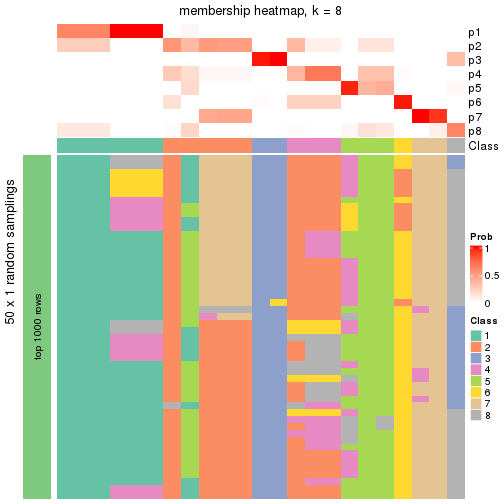 membership heatmap, k = 8
p1
p2
p3
p4
p5
p6
p7
p8
Class
50 x 1 random samplings
top 1000 rows
Prob
1
0.5
0
Class
1
2
3
4
5
6
7
8